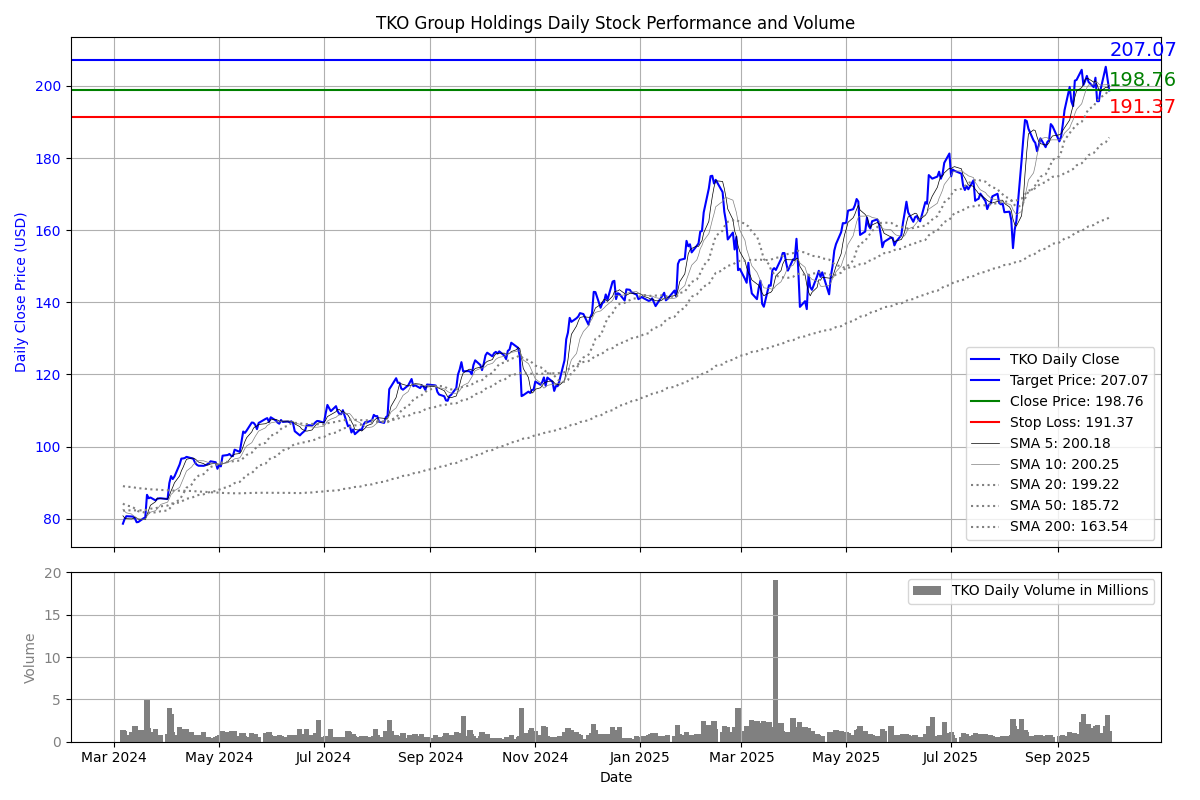 TKO Group Holdings Daily Stock Performance and Volume
Daily Close Price (USD)
200
180
160
140
120
100
80
207.07
198.76
191.37
TKO Daily Close
Target Price: 207.07
Close Price: 198.76
Stop Loss: 191.37
SMA 5: 200.18
SMA 10: 200.25
SMA 20: 199.22
SMA 50: 185.72
SMA 200: 163.54
Volume
20
15
10
5
0
TKO Daily Volume in Millions
Mar 2024 May 2024 Jul 2024 Sep 2024 Nov 2024 Jan 2025 Mar 2025 May 2025 Jul 2025 Sep 2025
Date